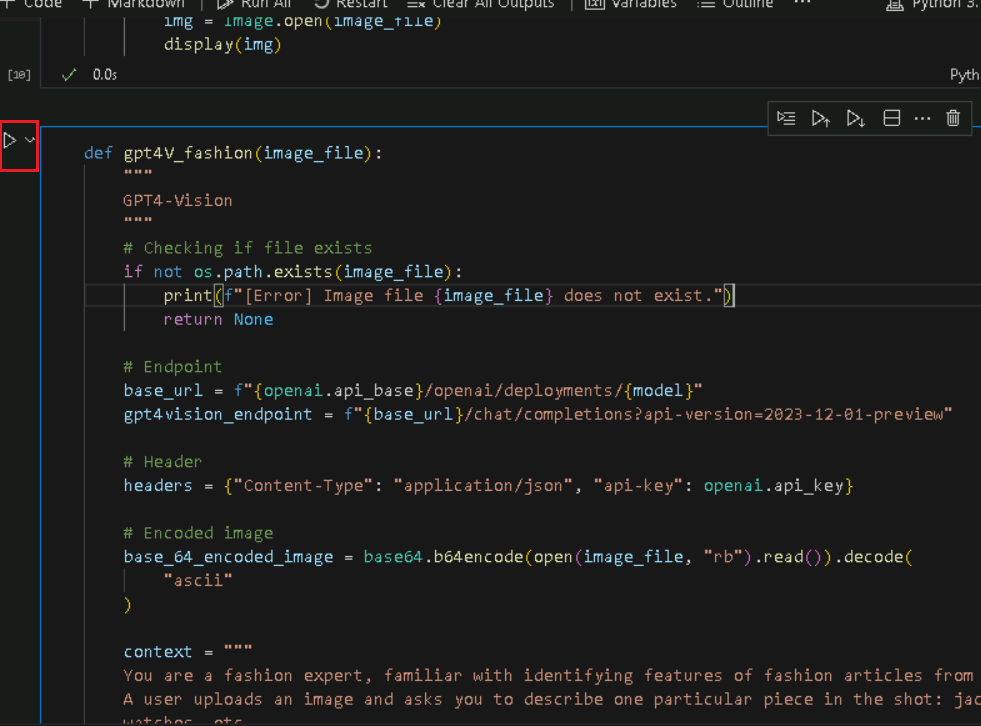 Code Markdown | Run All Restart Clear All Outputs | Variables Outline ... Python 3.
img = Image.open(image_file)
display(img)
[10] 0.0s Pyth
def gpt4V_fashion(image_file):
"""
GPT4-Vision
"""
# Checking if file exists
if not os.path.exists(image_file):
print(f"[Error] Image file {image_file} does not exist.")
return None
# Endpoint
base_url = f"{openai.api_base}/openai/deployments/{model}"
gpt4vision_endpoint = f"{base_url}/chat/completions?api-version=2023-12-01-preview"
# Header
headers = {"Content-Type": "application/json", "api-key": openai.api_key}
# Encoded image
base_64_encoded_image = base64.b64encode(open(image_file, "rb").read()).decode(
"ascii"
)
context = """
You are a fashion expert, familiar with identifying features of fashion articles from
A user uploads an image and asks you to describe one particular piece in the shot: jac
watches, etc